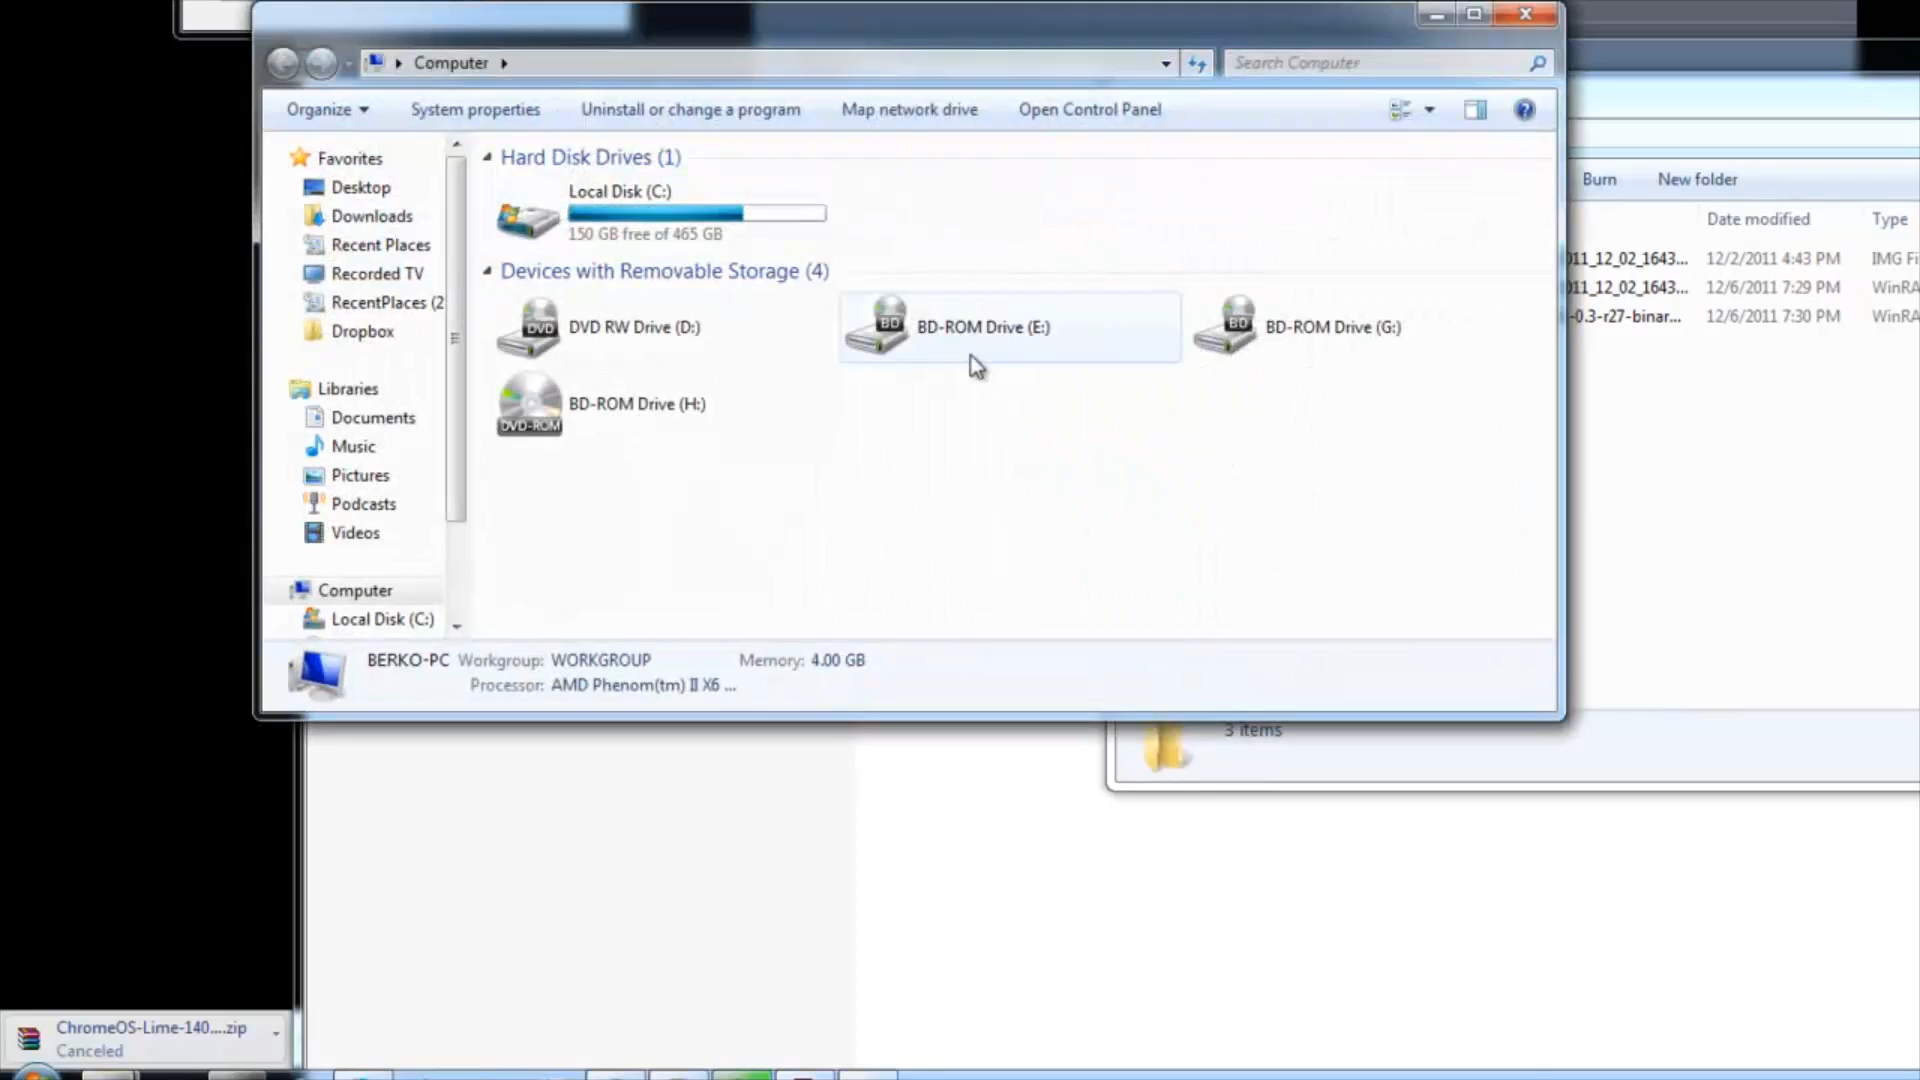 Computer
Search Computer
Organize
System properties
Uninstall or change a program
Map network drive
Open Control Panel
Favorites
Desktop
Downloads
Recent Places
Recorded TV
RecentPlaces (2
Dropbox
Libraries
Documents
Music
Pictures
Podcasts
Videos
Computer
Local Disk (C:)
Hard Disk Drives (1)
Local Disk (C:)
150 GB free of 465 GB
Devices with Removable Storage (4)
DVD
DVD RW Drive (D:)
BD
BD-ROM Drive (E:)
BD
BD-ROM Drive (G:)
DVD-ROM
BD-ROM Drive (H:)
BERKO-PC Workgroup: WORKGROUP Memory: 4.00 GB
Processor: AMD Phenom(tm) II X6 ...
Burn
New folder
Date modified
Type
011_12_02_1643... 12/2/2011 4:43 PM IMG Fi
011_12_02_1643... 12/6/2011 7:29 PM WinRA
-0.3-r27-binar... 12/6/2011 7:30 PM WinRA
3 items
ChromeOS-Lime-140....zip
Canceled